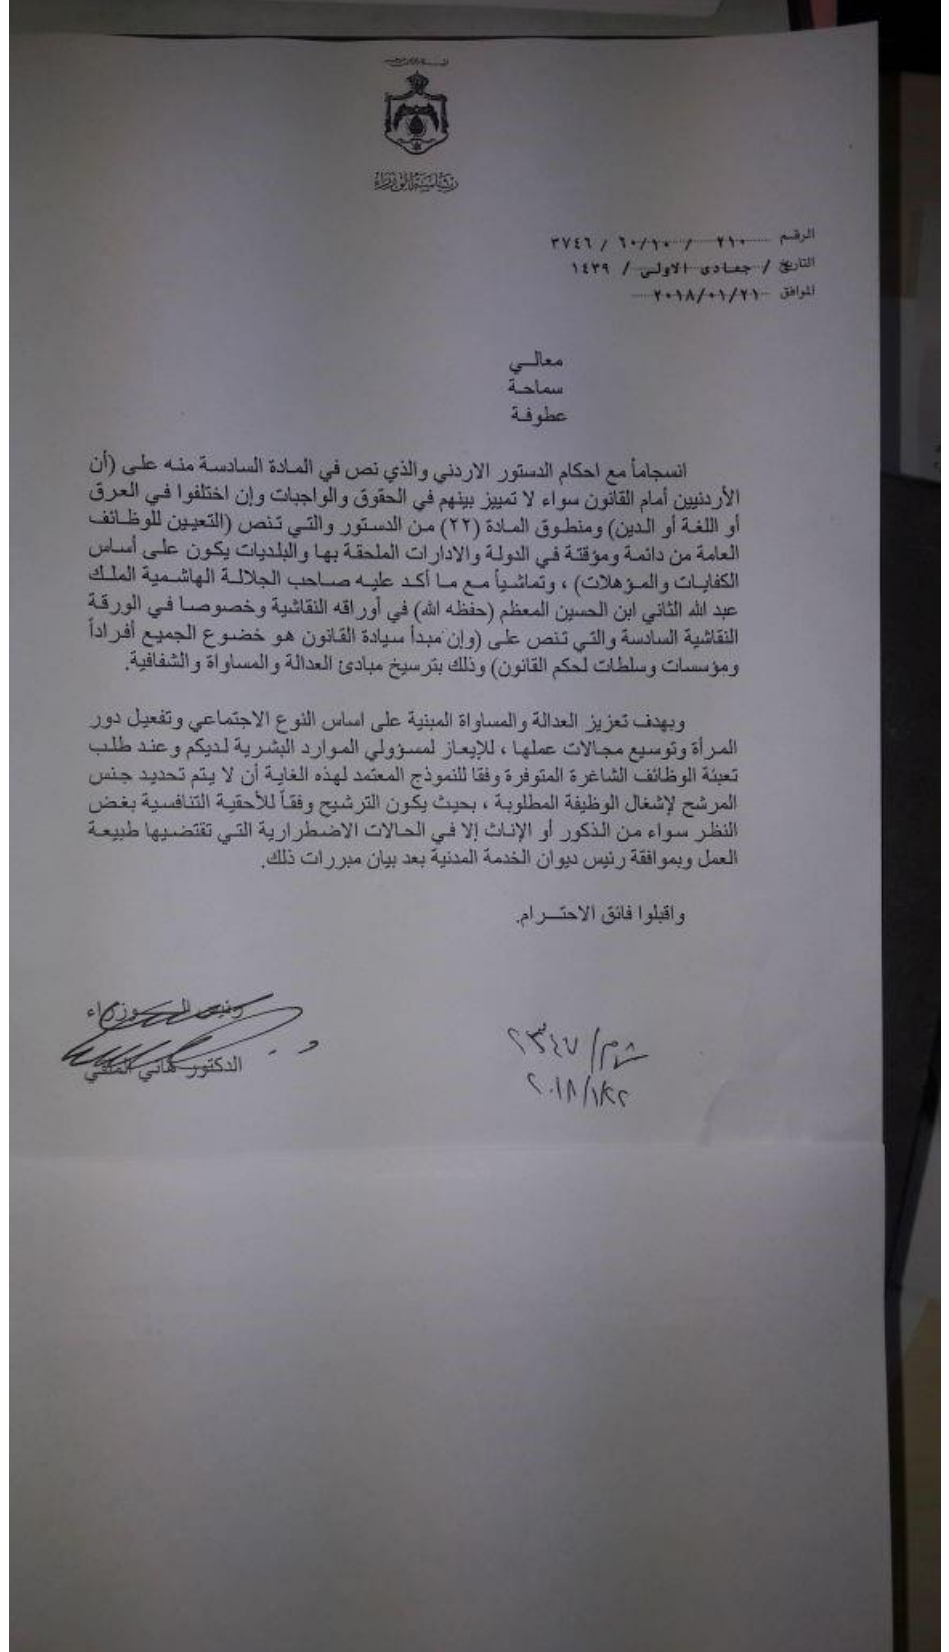 رئاسة الوزراء
الرقم ٢١٠ / ٦٠/١٠ / ٣٧٤٦
التاريخ / جمادى الاولى / ١٤٣٩
الموافق ٢٠١٨/٠١/٢١
معالــي
سماحة
عطوفة
انسجاماً مع احكام الدستور الاردني والذي نص في المادة السادسة منه على (أن
الأردنيين أمام القانون سواء لا تمييز بينهم في الحقوق والواجبات وإن اختلفوا في العرق
أو اللغة أو الدين) ومنطوق المادة (٢٢) من الدستور والتي تنص (التعيين للوظائف
العامة من دائمة ومؤقتة في الدولة والادارات الملحقة بها والبلديات يكون على أساس
الكفايات والمؤهلات) ، وتماشياً مع ما أكد عليه صاحب الجلالة الهاشمية الملك
عبد الله الثاني ابن الحسين المعظم (حفظه الله) في أوراقه النقاشية وخصوصا في الورقة
النقاشية السادسة والتي تنص على (وإن مبدأ سيادة القانون هو خضوع الجميع أفراداً
ومؤسسات وسلطات لحكم القانون) وذلك بترسيخ مبادئ العدالة والمساواة والشفافية.
وبهدف تعزيز العدالة والمساواة المبنية على اساس النوع الاجتماعي وتفعيل دور
المرأة وتوسيع مجالات عملها ، للإيعاز لمسؤولي الموارد البشرية لديكم وعند طلب
تعبئة الوظائف الشاغرة المتوفرة وفقا للنموذج المعتمد لهذه الغاية أن لا يتم تحديد جنس
المرشح لإشغال الوظيفة المطلوبة ، بحيث يكون الترشيح وفقاً للأحقية التنافسية بغض
النظر سواء من الذكور أو الإناث إلا في الحالات الاضطرارية التي تقتضيها طبيعة
العمل وبموافقة رئيس ديوان الخدمة المدنية بعد بيان مبررات ذلك.
واقبلوا فائق الاحتــرام.
رئيس الــوزراء
الدكتور هاني الملقي
٢٣٤٧